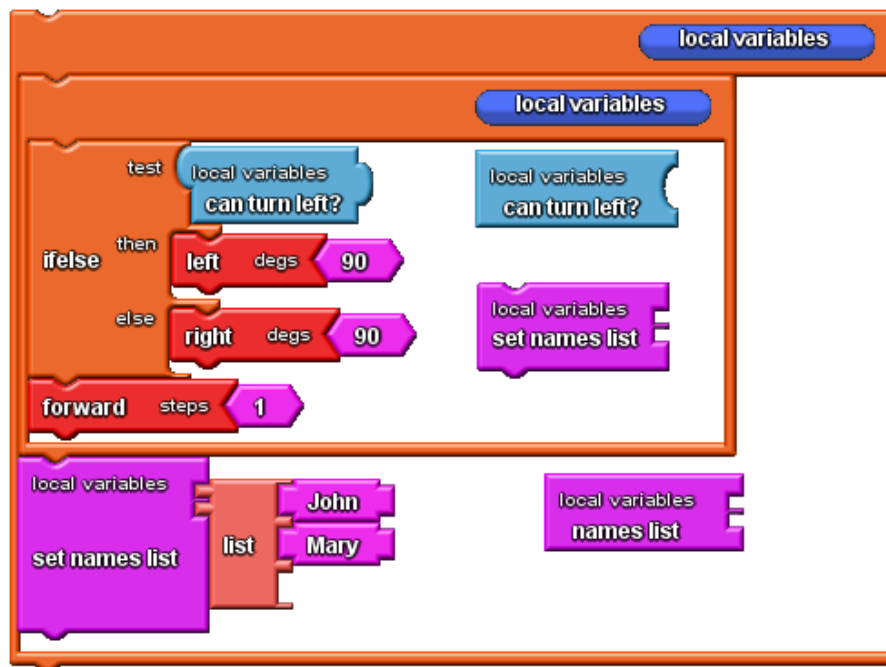 local variables
local variables
test
local variables
can turn left?
local variables
can turn left?
ifelse
then
left degs 90
else
right degs 90
local variables
set names list
forward steps 1
local variables
set names list
list
John
Mary
local variables
names list